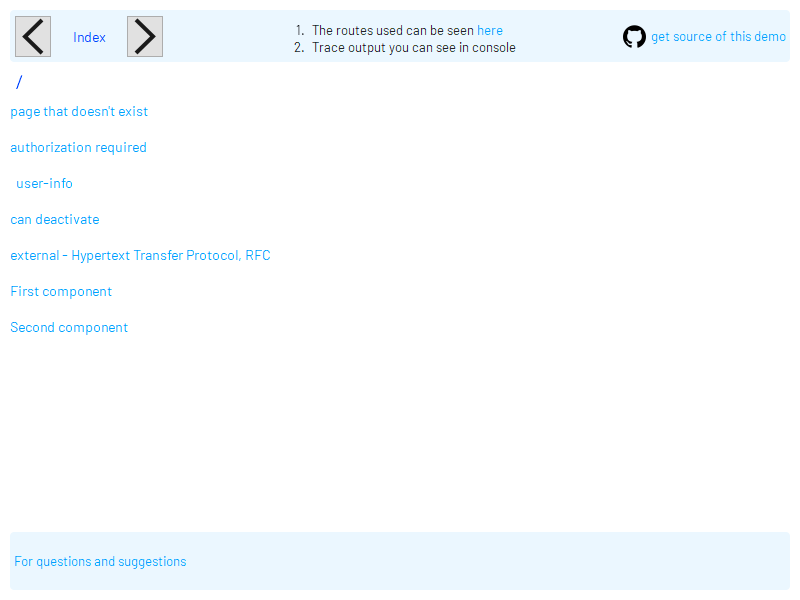 Index
1. The routes used can be seen here
2. Trace output you can see in console
get source of this demo
/
page that doesn't exist
authorization required
user-info
can deactivate
external - Hypertext Transfer Protocol, RFC
First component
Second component
For questions and suggestions